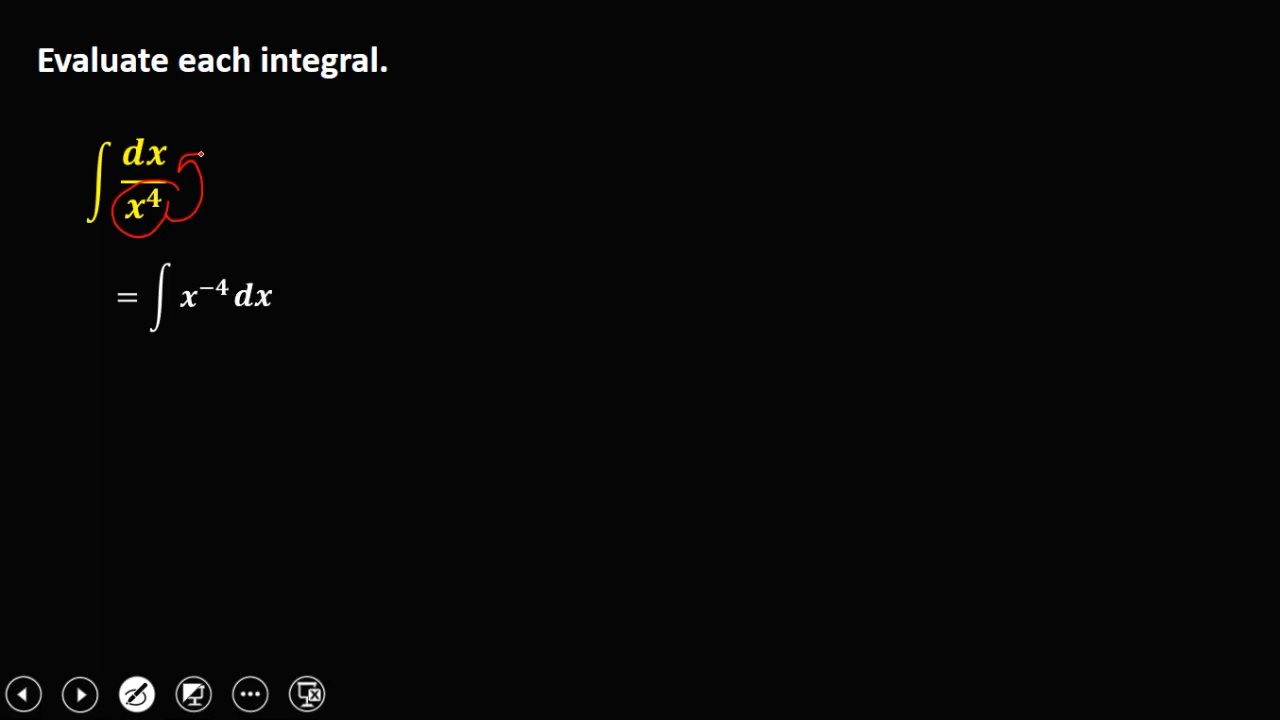 Evaluate each integral.
∫ dx/x⁴
= ∫ x⁻⁴ dx